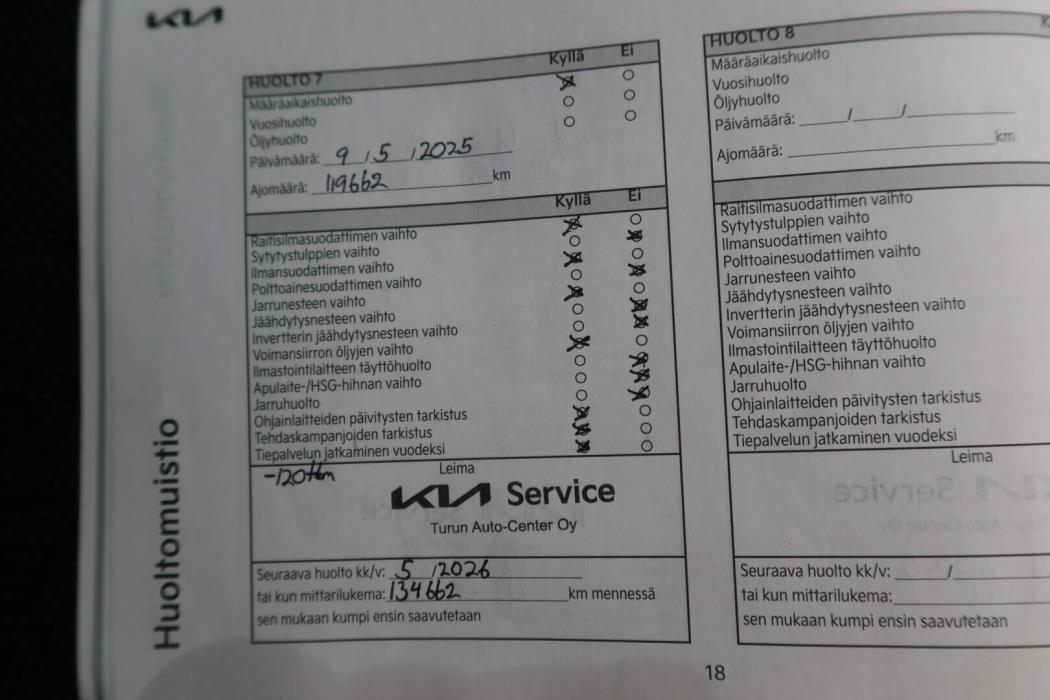 KIA
Huoltomuistio
HUOLTO 7 Kyllä Ei
Määräaikaishuolto
Vuosihuolto
Öljyhuolto
Päivämäärä: 9 / 5 / 2025
Ajomäärä: 119662 km
Kyllä Ei
Raitisilmasuodattimen vaihto
Sytytystulppien vaihto
Ilmansuodattimen vaihto
Polttoainesuodattimen vaihto
Jarrunesteen vaihto
Jäähdytysnesteen vaihto
Invertterin jäähdytysnesteen vaihto
Voimansiirron öljyjen vaihto
Ilmastointilaitteen täyttöhuolto
Apulaite-/HSG-hihnan vaihto
Jarruhuolto
Ohjainlaitteiden päivitysten tarkistus
Tehdaskampanjoiden tarkistus
Tiepalvelun jatkaminen vuodeksi
-120tkm Leima
KIA Service
Turun Auto-Center Oy
Seuraava huolto kk/v: 5 / 2026
tai kun mittarilukema: 134662 km mennessä
sen mukaan kumpi ensin saavutetaan
HUOLTO 8 K
Määräaikaishuolto
Vuosihuolto
Öljyhuolto
Päivämäärä: / /
Ajomäärä: km
Raitisilmasuodattimen vaihto
Sytytystulppien vaihto
Ilmansuodattimen vaihto
Polttoainesuodattimen vaihto
Jarrunesteen vaihto
Jäähdytysnesteen vaihto
Invertterin jäähdytysnesteen vaihto
Voimansiirron öljyjen vaihto
Ilmastointilaitteen täyttöhuolto
Apulaite-/HSG-hihnan vaihto
Jarruhuolto
Ohjainlaitteiden päivitysten tarkistus
Tehdaskampanjoiden tarkistus
Tiepalvelun jatkaminen vuodeksi
Leima
Seuraava huolto kk/v: /
tai kun mittarilukema:
sen mukaan kumpi ensin saavutetaan
18